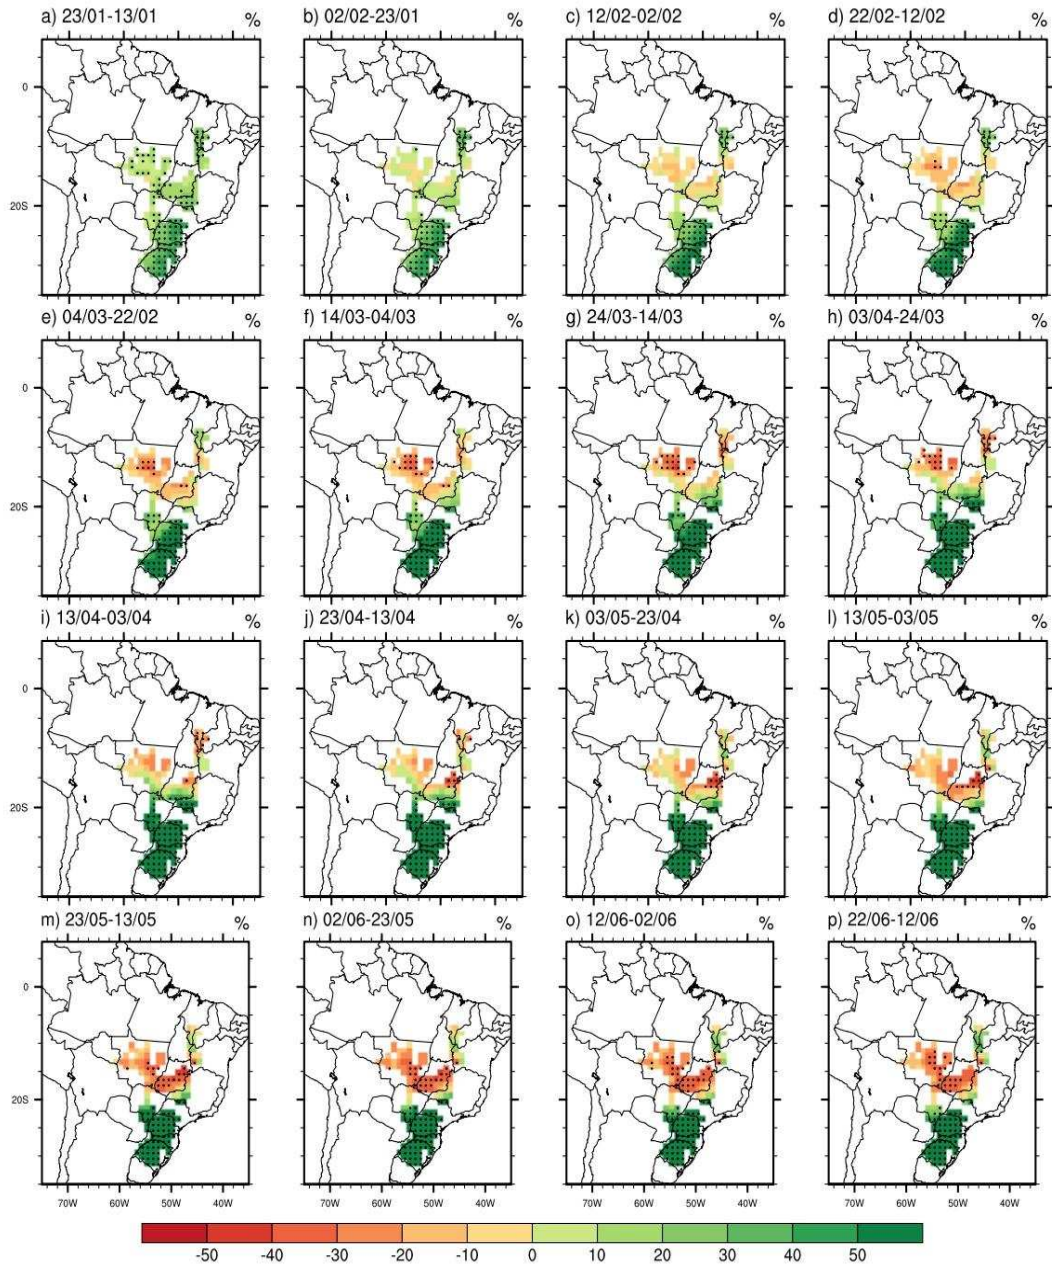 a) 23/01-13/01 % b) 02/02-23/01 % c) 12/02-02/02 % d) 22/02-12/02 %
0
20S
e) 04/03-22/02 % f) 14/03-04/03 % g) 24/03-14/03 % h) 03/04-24/03 %
0
20S
i) 13/04-03/04 % j) 23/04-13/04 % k) 03/05-23/04 % l) 13/05-03/05 %
0
20S
m) 23/05-13/05 % n) 02/06-23/05 % o) 12/06-02/06 % p) 22/06-12/06 %
0
20S
70W 60W 50W 40W 70W 60W 50W 40W 70W 60W 50W 40W 70W 60W 50W 40W
-50 -40 -30 -20 -10 0 10 20 30 40 50